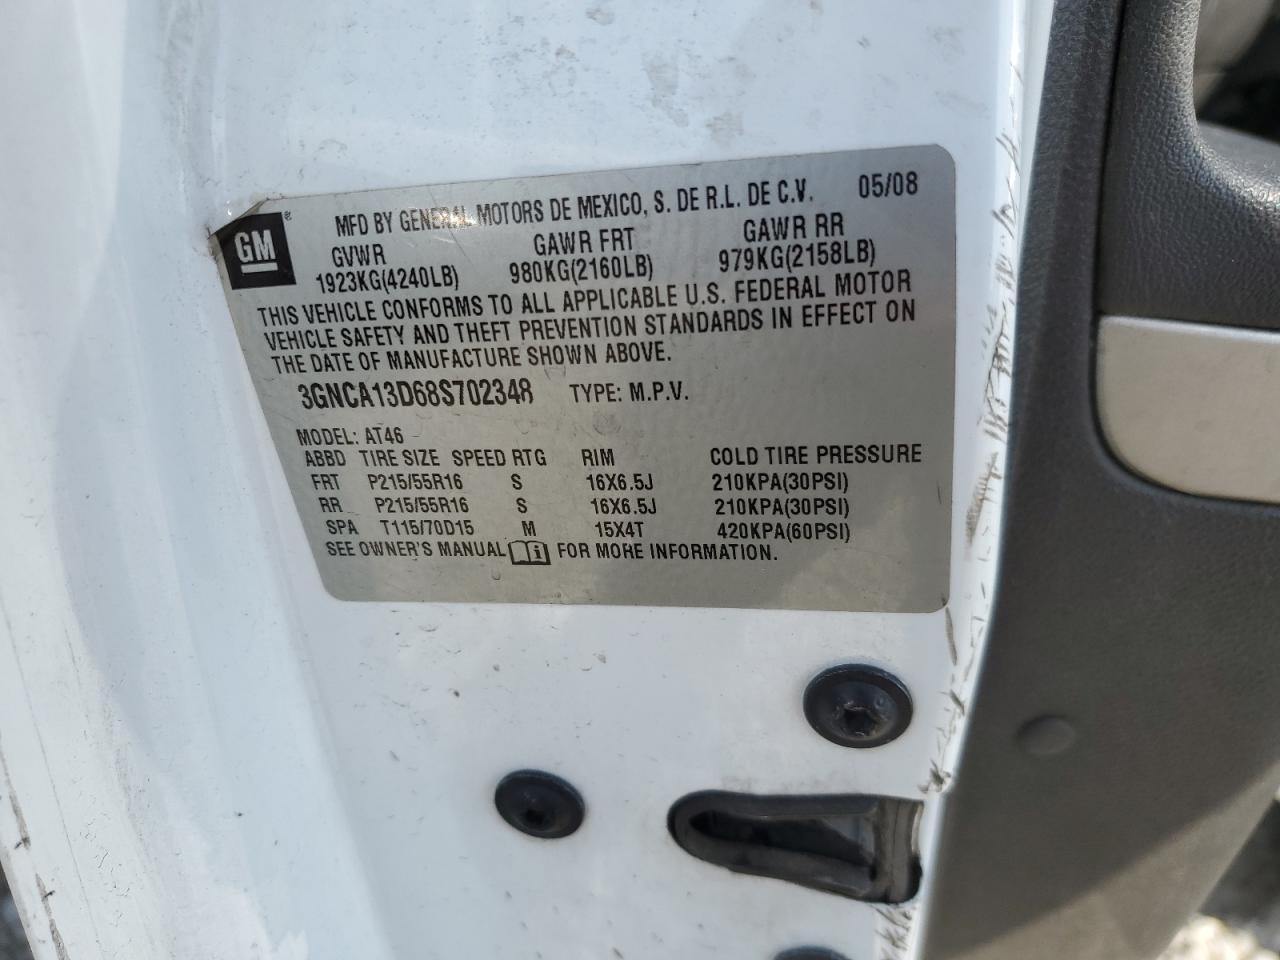 GM®
MFD BY GENERAL MOTORS DE MEXICO, S. DE R.L. DE C.V. 05/08
GVWR GAWR FRT GAWR RR
1923KG(4240LB) 980KG(2160LB) 979KG(2158LB)
THIS VEHICLE CONFORMS TO ALL APPLICABLE U.S. FEDERAL MOTOR
VEHICLE SAFETY AND THEFT PREVENTION STANDARDS IN EFFECT ON
THE DATE OF MANUFACTURE SHOWN ABOVE.
3GNCA13D68S702348 TYPE: M.P.V.
MODEL: AT46
ABBD TIRE SIZE SPEED RTG RIM COLD TIRE PRESSURE
FRT P215/55R16 S 16X6.5J 210KPA(30PSI)
RR P215/55R16 S 16X6.5J 210KPA(30PSI)
SPA T115/70D15 M 15X4T 420KPA(60PSI)
SEE OWNER'S MANUAL FOR MORE INFORMATION.